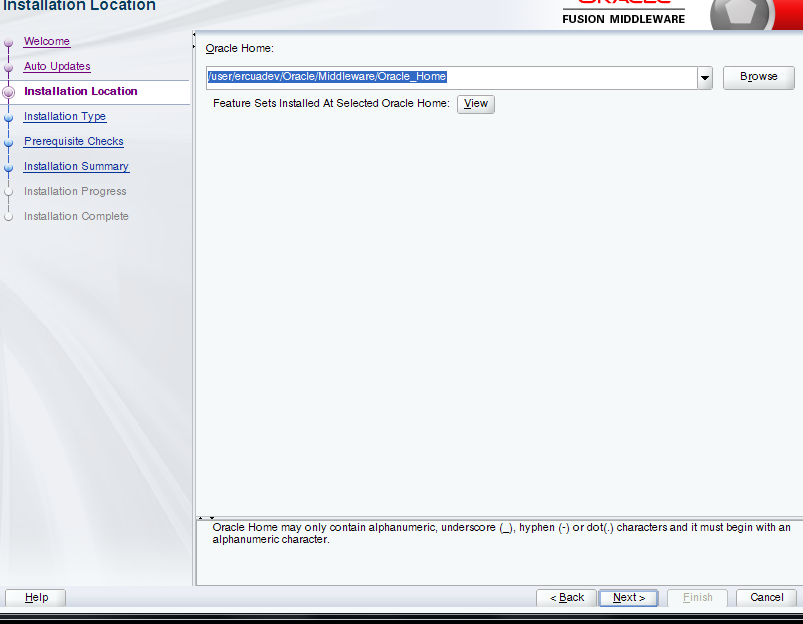 Installation Location
ORACLE
FUSION MIDDLEWARE
Welcome
Auto Updates
Installation Location
Installation Type
Prerequisite Checks
Installation Summary
Installation Progress
Installation Complete
Oracle Home:
/user/ercuadev/Oracle/Middleware/Oracle_Home
Browse
Feature Sets Installed At Selected Oracle Home: View
Oracle Home may only contain alphanumeric, underscore (_), hyphen (-) or dot(.) characters and it must begin with an
alphanumeric character.
Help
< Back
Next >
Finish
Cancel